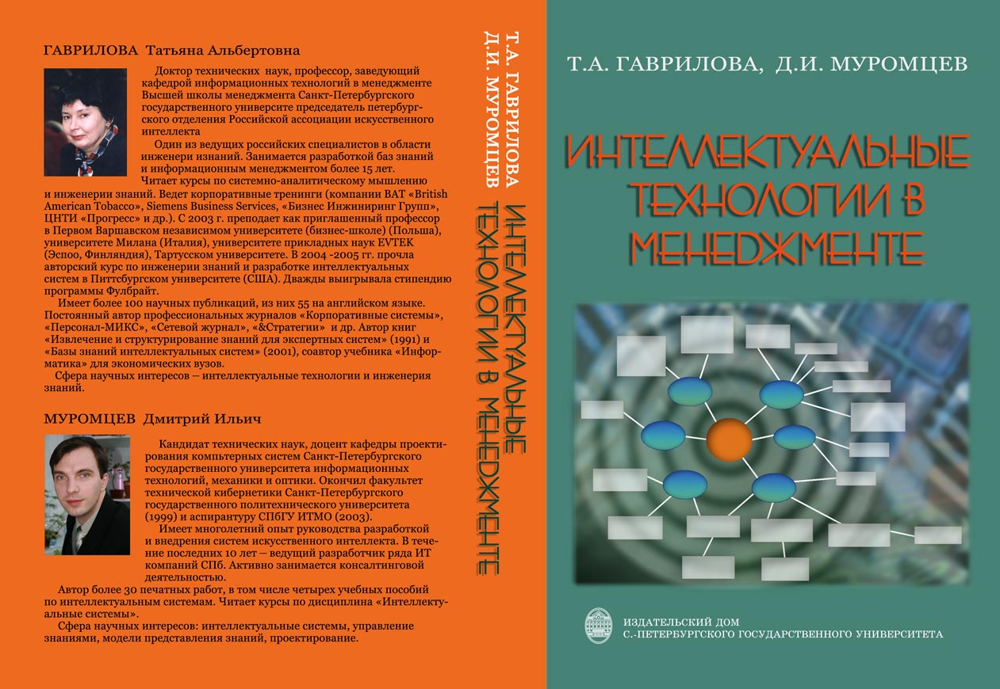 ГАВРИЛОВА Татьяна Альбертовна
Доктор технических наук, профессор, заведующий
кафедрой информационных технологий в менеджменте
Высшей школы менеджмента Санкт-Петербургского
государственного университе председатель петербург-
ского отделения Российской ассоциации искусственного
интеллекта
Один из ведущих российских специалистов в области
инженери изнаний. Занимается разработкой баз знаний
и информационным менеджментом более 15 лет.
Читает курсы по системно-аналитическому мышлению
и инженерии знаний. Ведет корпоративные тренинги (компании ВАТ «British
American Tobacco», Siemens Business Services, «Бизнес Инжиниринг Групп»,
ЦНТИ «Прогресс» и др.). С 2003 г. преподает как приглашенный профессор
в Первом Варшавском независимом университете (бизнес-школе) (Польша),
университете Милана (Италия), университете прикладных наук EVTEK
(Эспоо, Финляндия), Тартусском университете. В 2004 -2005 гг. прочла
авторский курс по инженерии знаний и разработке интеллектуальных
систем в Питтсбургском университете (США). Дважды выигрывала стипендию
программы Фулбрайт.
Имеет более 100 научных публикаций, из них 55 на английском языке.
Постоянный автор профессиональных журналов «Корпоративные системы»,
«Персонал-МИКС», «Сетевой журнал», «&Стратегии» и др. Автор книг
«Извлечение и структурирование знаний для экспертных систем» (1991) и
«Базы знаний интеллектуальных систем» (2001), соавтор учебника «Инфор-
матика» для экономических вузов.
Сфера научных интересов – интеллектуальные технологии и инженерия
знаний.
МУРОМЦЕВ Дмитрий Ильич
Кандидат технических наук, доцент кафедры проекти-
рования компьтерных систем Санкт-Петербургского
государственного университета информационных
технологий, механики и оптики. Окончил факультет
технической кибернетики Санкт-Петербургского
государственного политехнического университета
(1999) и аспирантуру СПбГУ ИТМО (2003).
Имеет многолетний опыт руководства разработкой
и внедрения систем искусственного интеллекта. В тече-
ние последних 10 лет – ведущий разработчик ряда ИТ
компаний СПб. Активно занимается консалтинговой
деятельностью.
Автор более 30 печатных работ, в том числе четырех учебных пособий
по интеллектуальным системам. Читает курсы по дисциплина «Интеллекту-
альные системы».
Сфера научных интересов: интеллектуальные системы, управление
знаниями, модели представления знаний, проектирование.
Т.А. ГАВРИЛОВА
Д.И. МУРОМЦЕВ
ИНТЕЛЛЕКТУАЛЬНЫЕ
ТЕХНОЛОГИИ В МЕНЕДЖМЕНТЕ
Т.А. ГАВРИЛОВА, Д.И. МУРОМЦЕВ
ИНТЕЛЛЕКТУАЛЬНЫЕ
ТЕХНОЛОГИИ В
МЕНЕДЖМЕНТЕ
ИЗДАТЕЛЬСКИЙ ДОМ
С.-ПЕТЕРБУРГСКОГО ГОСУДАРСТВЕННОГО УНИВЕРСИТЕТА